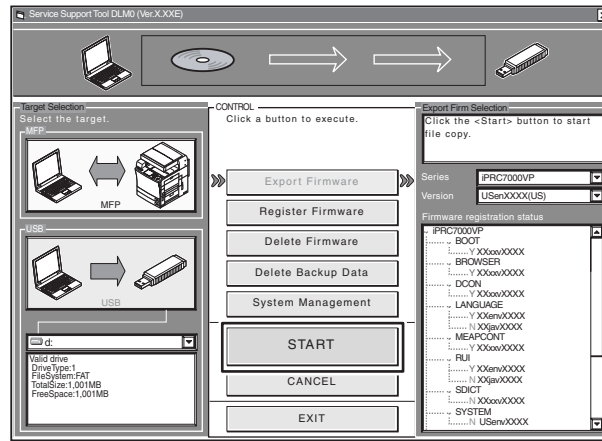 Service Support Tool DLM0 (Ver.X.XXE)
Target Selection
Select the target.
MFP
MFP
USB
USB
d:
Valid drive
DriveType:1
FileSystem:FAT
TotalSize:1,001MB
FreeSpace:1,001MB
CONTROL
Click a button to execute.
Export Firmware
Register Firmware
Delete Firmware
Delete Backup Data
System Management
START
CANCEL
EXIT
Export Firm Selection
Click the <Start> button to start
file copy.
Series iPRC7000VP
Version USenXXXX(US)
Firmware registration status
iPRC7000VP
BOOT
Y XXxxvXXXX
BROWSER
Y XXxxvXXXX
DCON
Y XXxxvXXXX
LANGUAGE
Y XXenvXXXX
N XXjavXXXX
MEAPCONT
Y XXxxvXXXX
RUI
Y XXenvXXXX
N XXjavXXXX
SDICT
N XXxxvXXXX
SYSTEM
N USenvXXXX